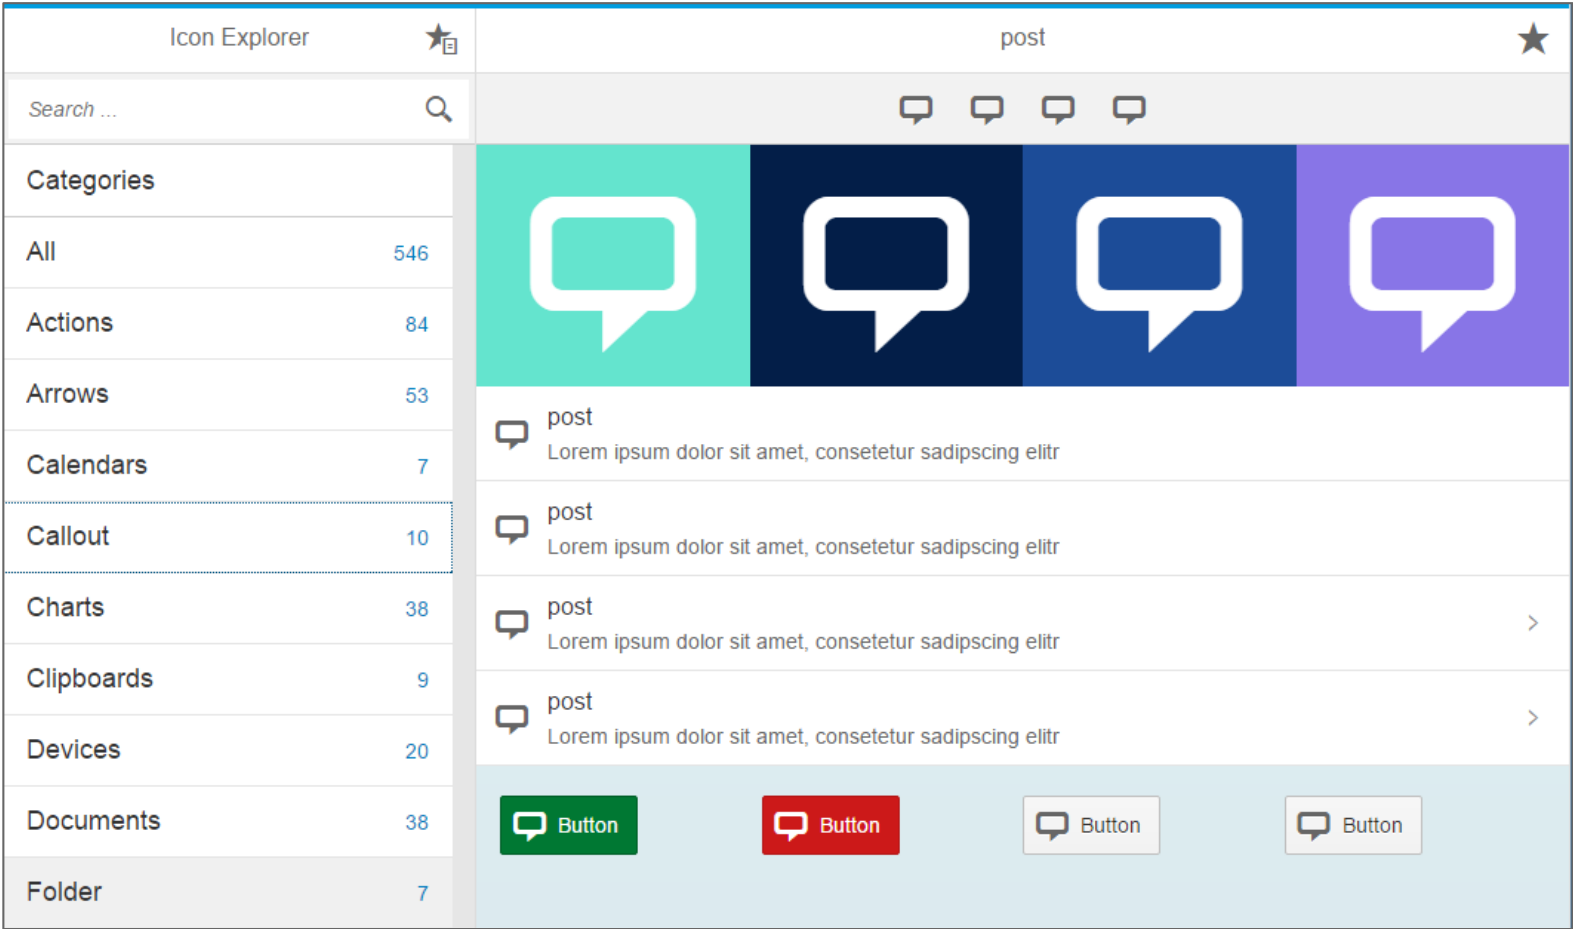 Icon Explorer
post
Search ...
Categories
All 546
Actions 84
Arrows 53
Calendars 7
Callout 10
Charts 38
Clipboards 9
Devices 20
Documents 38
Folder 7
post
Lorem ipsum dolor sit amet, consetetur sadipscing elitr
post
Lorem ipsum dolor sit amet, consetetur sadipscing elitr
post
Lorem ipsum dolor sit amet, consetetur sadipscing elitr
post
Lorem ipsum dolor sit amet, consetetur sadipscing elitr
Button Button Button Button